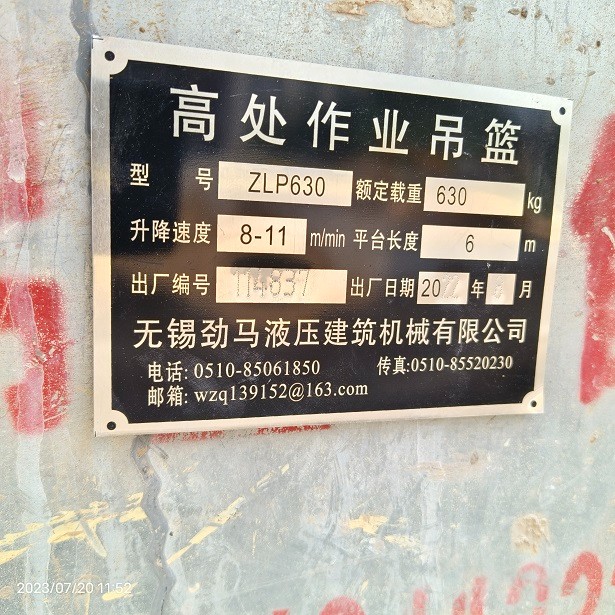 高处作业吊篮
型 号 ZLP630 额定载重 630 kg
升降速度 8-11 m/min 平台长度 6 m
出厂编号 114837 出厂日期 20 年 月
无锡劲马液压建筑机械有限公司
电话: 0510-85061850 传真:0510-85520230
邮箱: wzq139152@163.com
2023/07/20 11:52